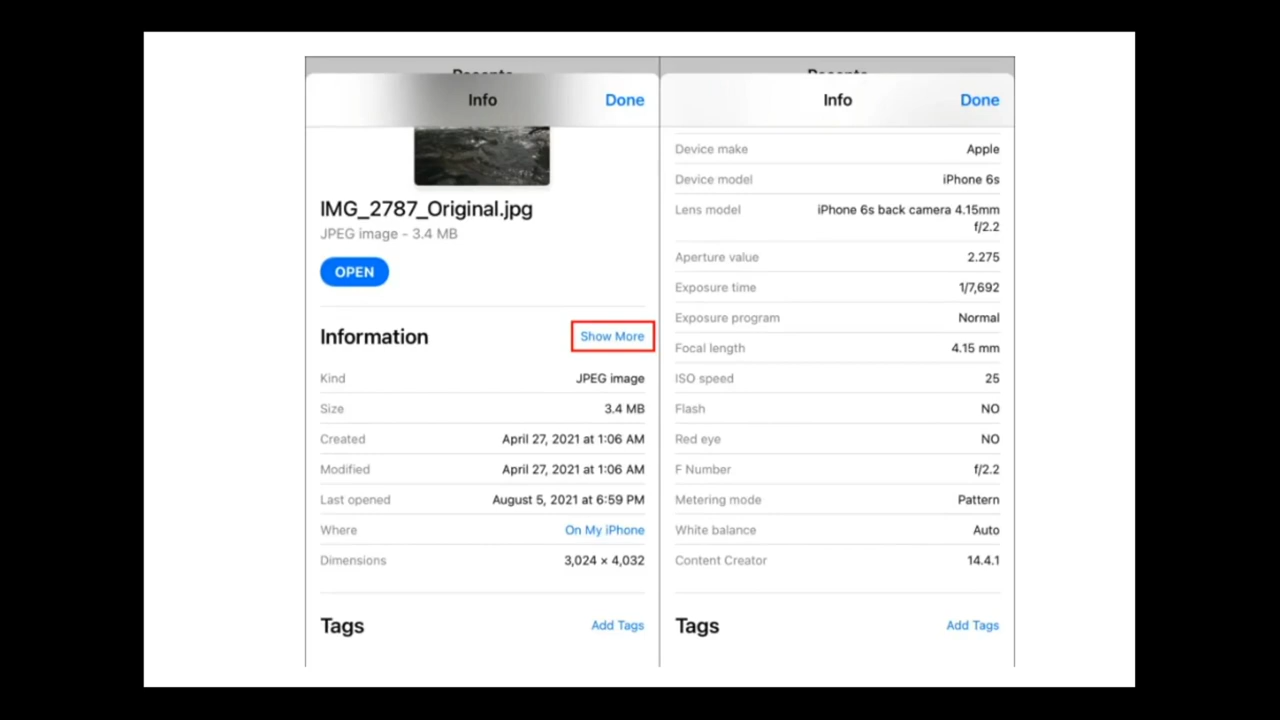 Recents
Info
Done
IMG_2787_Original.jpg
JPEG image - 3.4 MB
OPEN
Information
Show More
Kind
JPEG image
Size
3.4 MB
Created
April 27, 2021 at 1:06 AM
Modified
April 27, 2021 at 1:06 AM
Last opened
August 5, 2021 at 6:59 PM
Where
On My iPhone
Dimensions
3,024 × 4,032
Tags
Add Tags
Recents
Info
Done
Device make
Apple
Device model
iPhone 6s
Lens model
iPhone 6s back camera 4.15mm
f/2.2
Aperture value
2.275
Exposure time
1/7,692
Exposure program
Normal
Focal length
4.15 mm
ISO speed
25
Flash
NO
Red eye
NO
F Number
f/2.2
Metering mode
Pattern
White balance
Auto
Content Creator
14.4.1
Tags
Add Tags